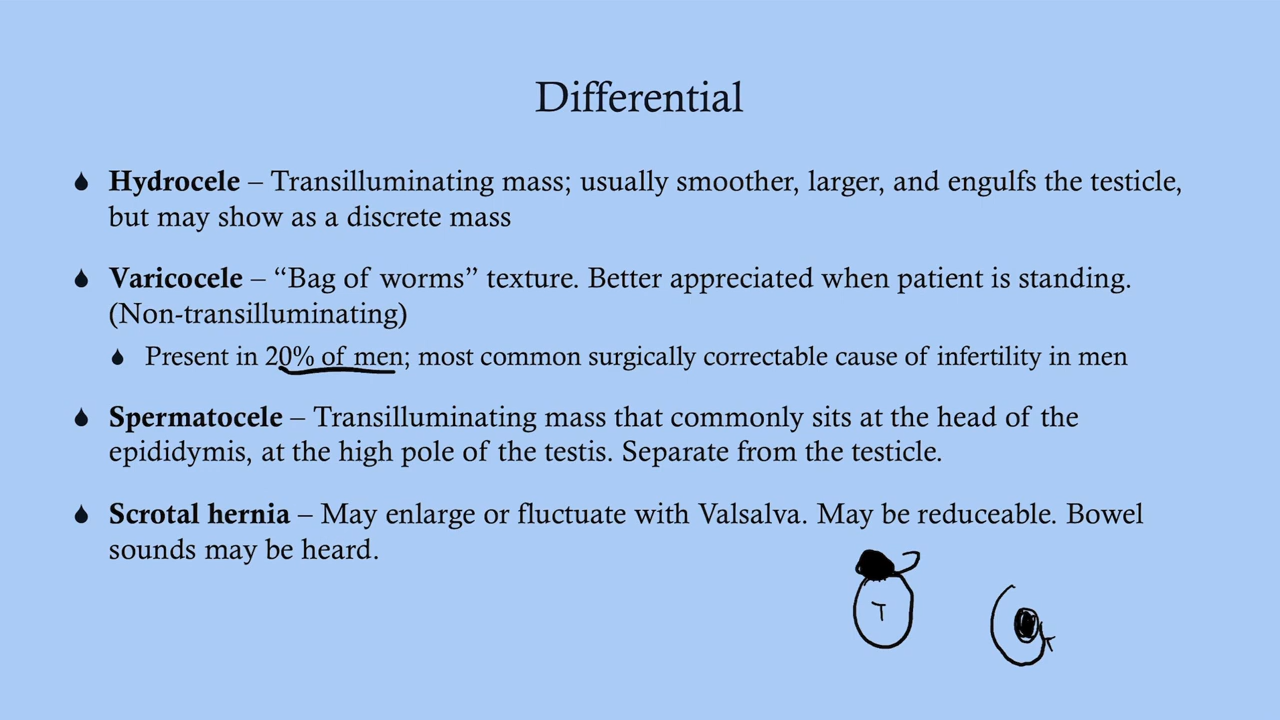 Differential
Hydrocele – Transilluminating mass; usually smoother, larger, and engulfs the testicle,
but may show as a discrete mass
Varicocele – “Bag of worms” texture. Better appreciated when patient is standing.
(Non-transilluminating)
Present in 20% of men; most common surgically correctable cause of infertility in men
Spermatocele – Transilluminating mass that commonly sits at the head of the
epididymis, at the high pole of the testis. Separate from the testicle.
Scrotal hernia – May enlarge or fluctuate with Valsalva. May be reduceable. Bowel
sounds may be heard.
T
T